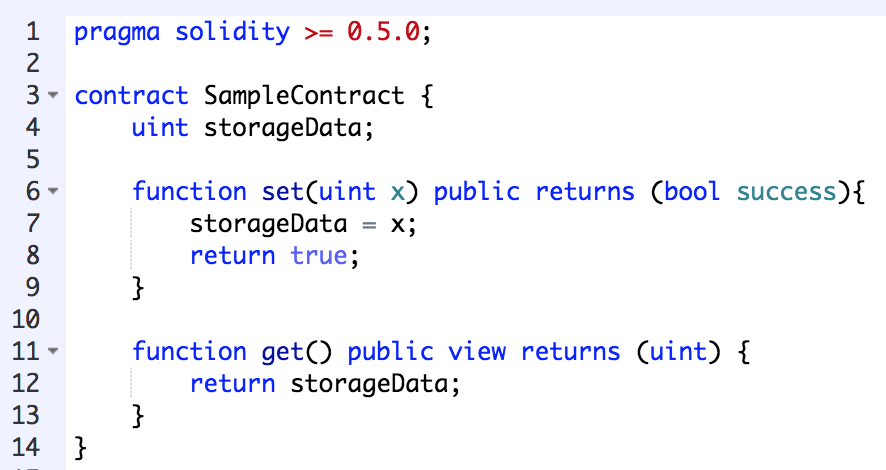 1 pragma solidity >= 0.5.0;
2
3 contract SampleContract {
4     uint storageData;
5
6     function set(uint x) public returns (bool success){
7         storageData = x;
8         return true;
9     }
10
11     function get() public view returns (uint) {
12         return storageData;
13     }
14 }